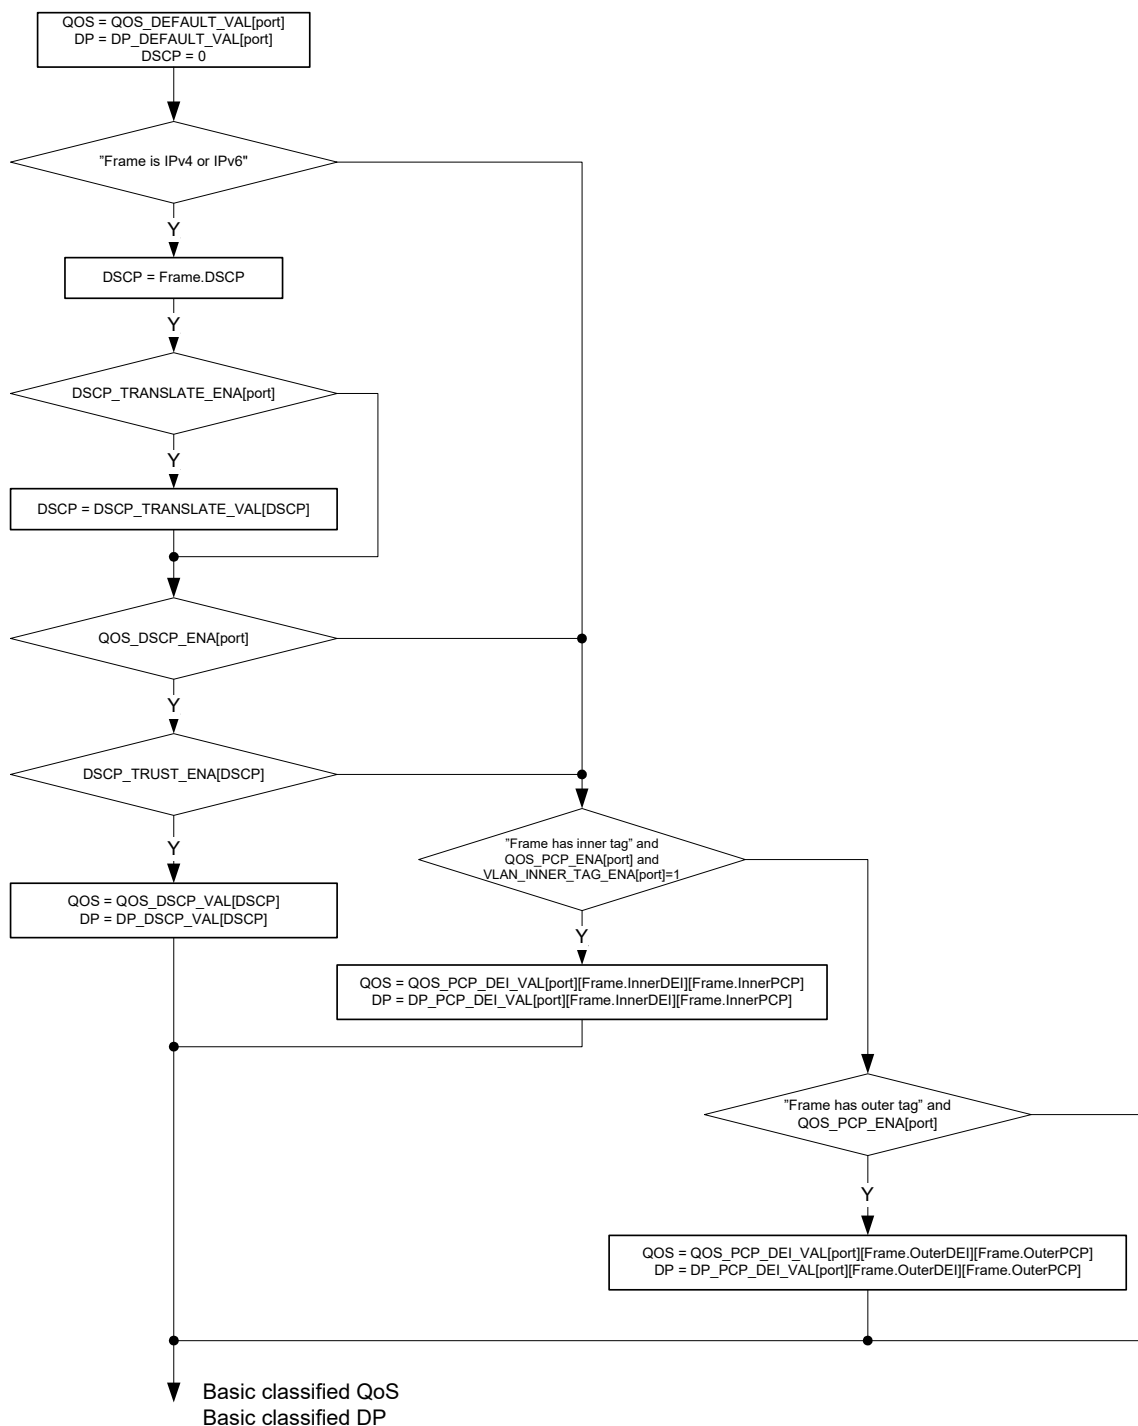 QOS = QOS_DEFAULT_VAL[port]
DP = DP_DEFAULT_VAL[port]
DSCP = 0
”Frame is IPv4 or IPv6"
Y
DSCP = Frame.DSCP
Y
DSCP_TRANSLATE_ENA[port]
Y
DSCP = DSCP_TRANSLATE_VAL[DSCP]
QOS_DSCP_ENA[port]
Y
DSCP_TRUST_ENA[DSCP]
Y
QOS = QOS_DSCP_VAL[DSCP]
DP = DP_DSCP_VAL[DSCP]
”Frame has inner tag” and
QOS_PCP_ENA[port] and
VLAN_INNER_TAG_ENA[port]=1
Y
QOS = QOS_PCP_DEI_VAL[port][Frame.InnerDEI][Frame.InnerPCP]
DP = DP_PCP_DEI_VAL[port][Frame.InnerDEI][Frame.InnerPCP]
”Frame has outer tag” and
QOS_PCP_ENA[port]
Y
QOS = QOS_PCP_DEI_VAL[port][Frame.OuterDEI][Frame.OuterPCP]
DP = DP_PCP_DEI_VAL[port][Frame.OuterDEI][Frame.OuterPCP]
Basic classified QoS
Basic classified DP